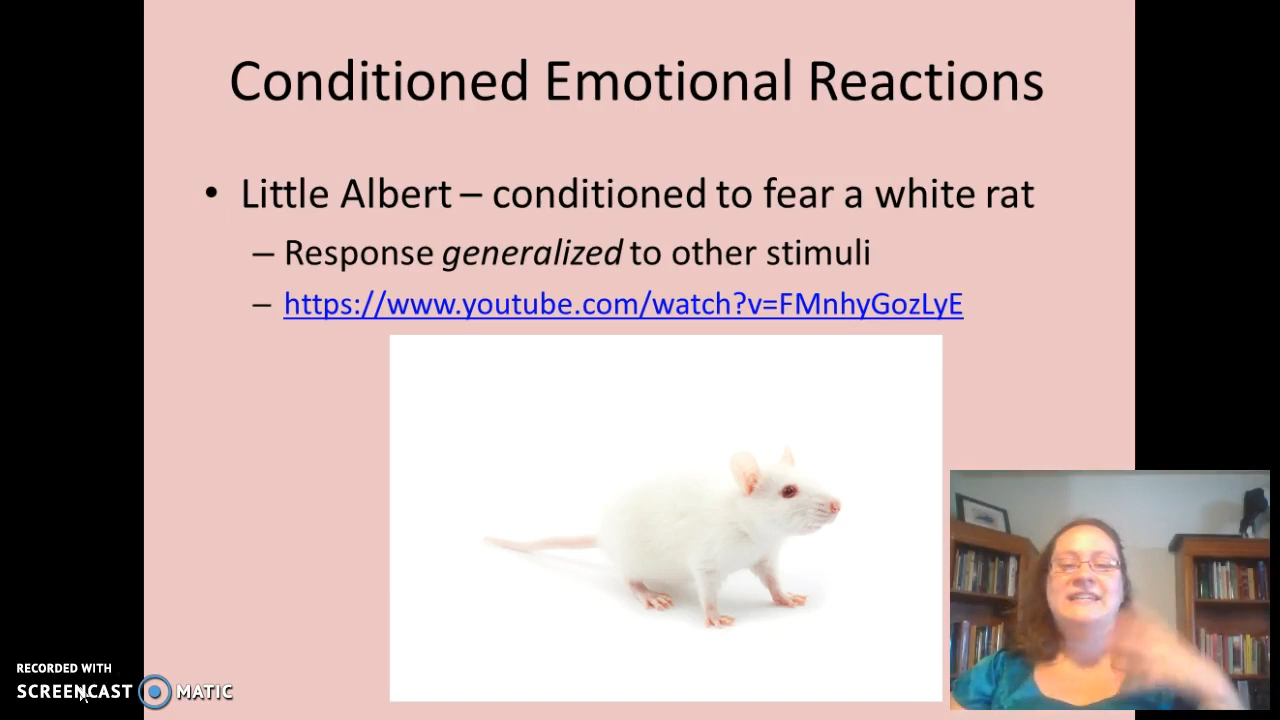 Conditioned Emotional Reactions
• Little Albert – conditioned to fear a white rat
– Response generalized to other stimuli
– https://www.youtube.com/watch?v=FMnhyGozLyE
RECORDED WITH
SCREENCAST MATIC